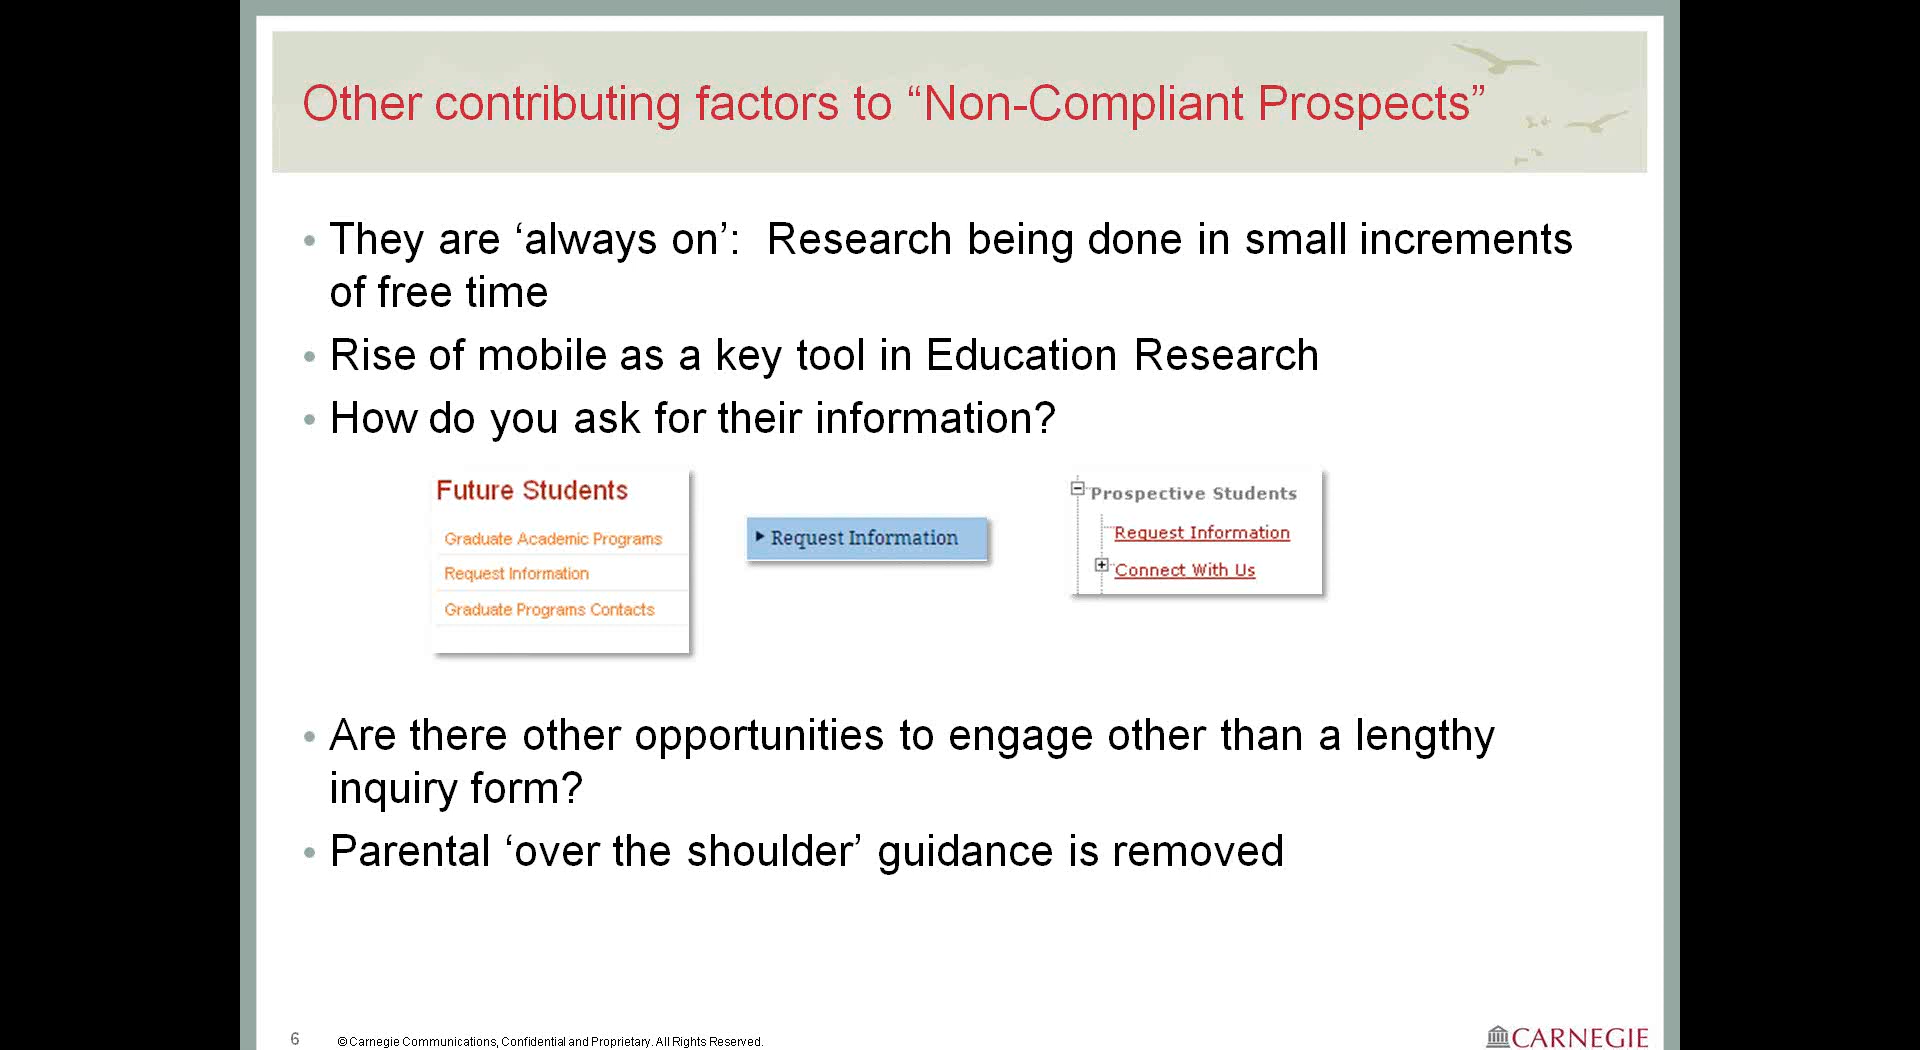 Other contributing factors to “Non-Compliant Prospects”
• They are ‘always on’: Research being done in small increments
of free time
• Rise of mobile as a key tool in Education Research
• How do you ask for their information?
Future Students
Graduate Academic Programs
Request Information
Graduate Programs Contacts
Request Information
Prospective Students
Request Information
Connect With Us
• Are there other opportunities to engage other than a lengthy
inquiry form?
• Parental ‘over the shoulder’ guidance is removed
6
© Carnegie Communications, Confidential and Proprietary. All Rights Reserved.
CARNEGIE